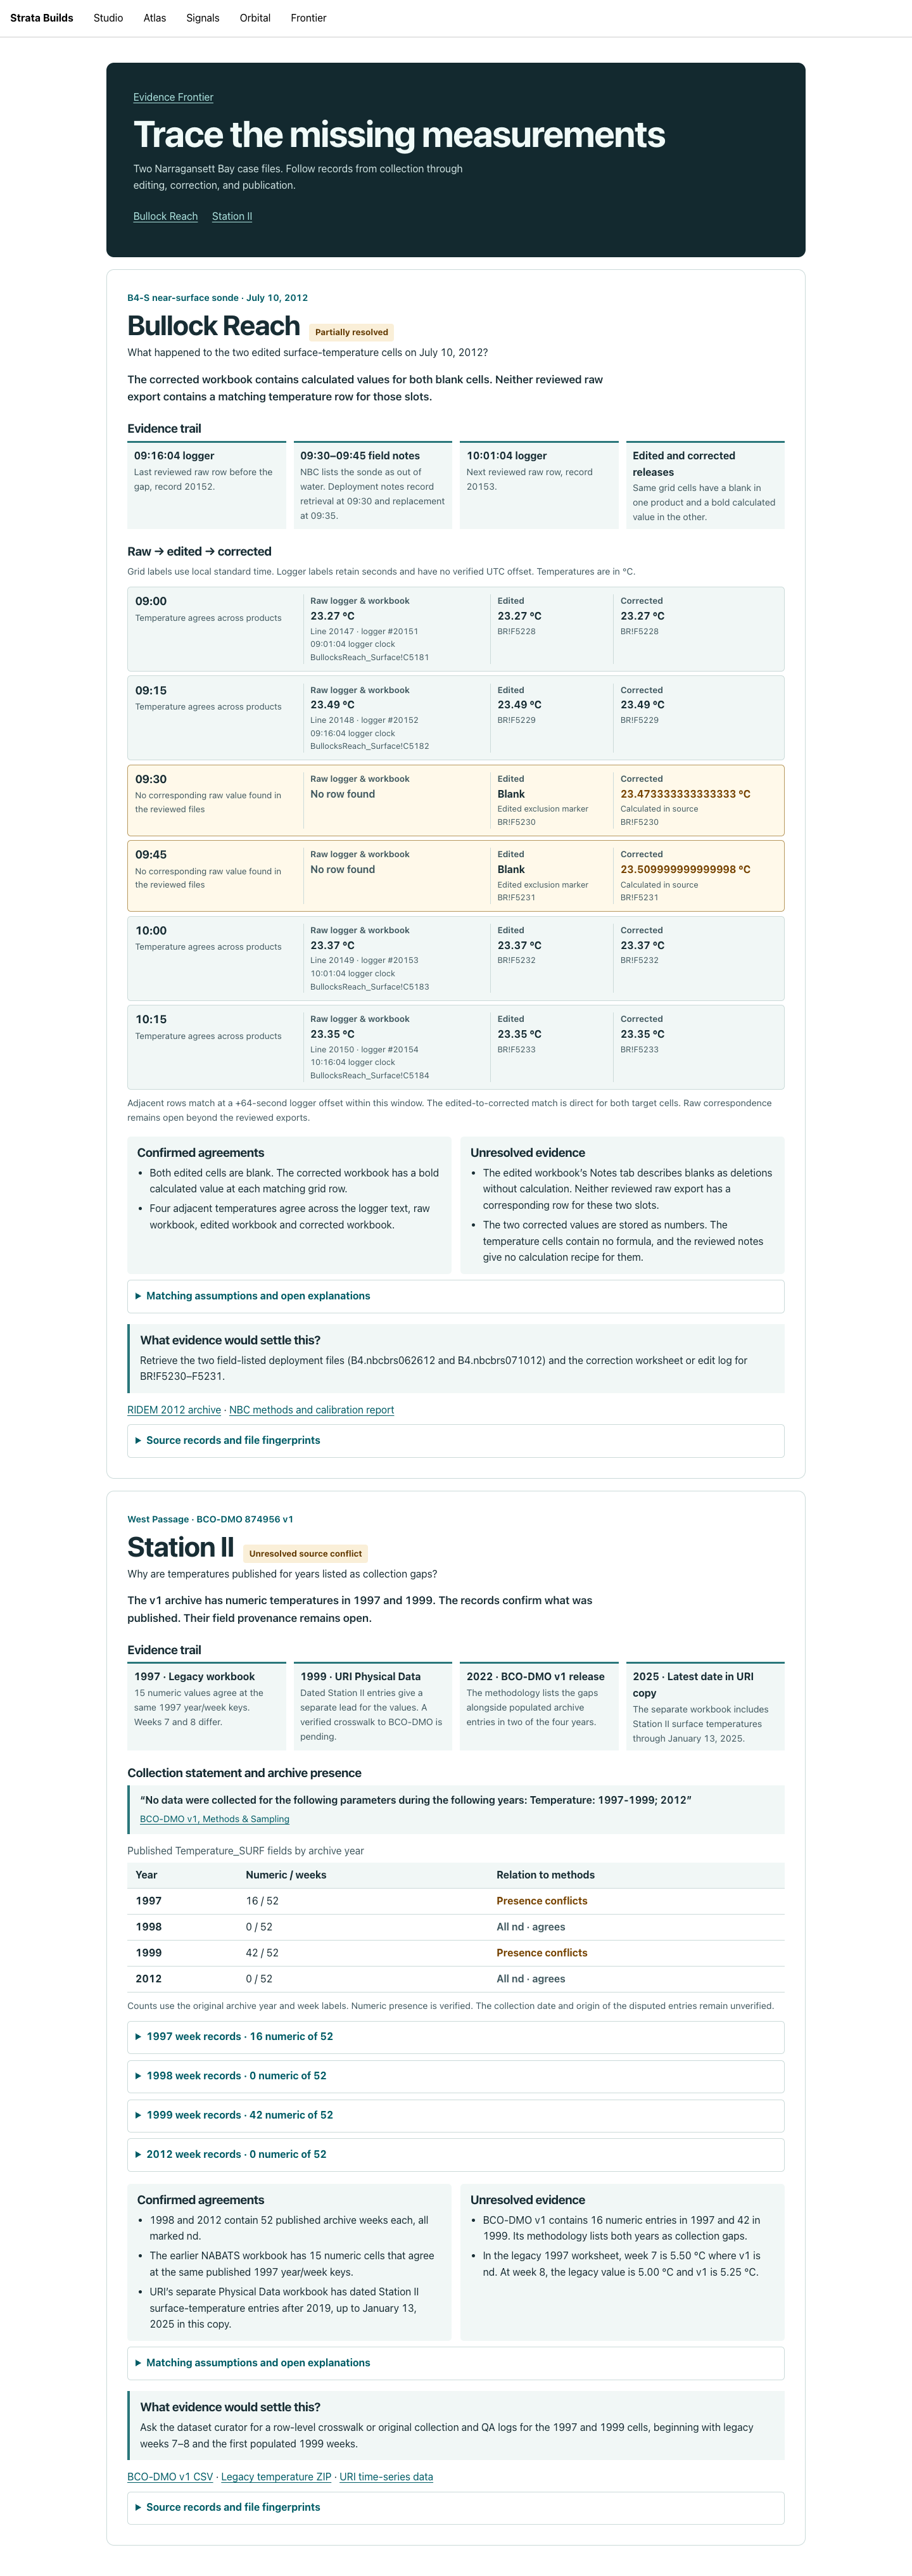 Strata Builds Studio Atlas Signals Orbital Frontier
Evidence Frontier
Trace the missing measurements
Two Narragansett Bay case files. Follow records from collection through
editing, correction, and publication.
Bullock Reach Station II
B4-S near-surface sonde · July 10, 2012
Bullock Reach Partially resolved
What happened to the two edited surface-temperature cells on July 10, 2012?
The corrected workbook contains calculated values for both blank cells. Neither reviewed raw
export contains a matching temperature row for those slots.
Evidence trail
09:16:04 logger
Last reviewed raw row before the
gap, record 20152.
09:30–09:45 field notes
NBC lists the sonde as out of
water. Deployment notes record
retrieval at 09:30 and replacement
at 09:35.
10:01:04 logger
Next reviewed raw row, record
20153.
Edited and corrected
releases
Same grid cells have a blank in
one product and a bold calculated
value in the other.
Raw → edited → corrected
Grid labels use local standard time. Logger labels retain seconds and have no verified UTC offset. Temperatures are in °C.
09:00
Temperature agrees across products
Raw logger & workbook
23.27 °C
Line 20147 · logger #20151
09:01:04 logger clock
BullocksReach_Surface!C5181
Edited
23.27 °C
BR!F5228
Corrected
23.27 °C
BR!F5228
09:15
Temperature agrees across products
Raw logger & workbook
23.49 °C
Line 20148 · logger #20152
09:16:04 logger clock
BullocksReach_Surface!C5182
Edited
23.49 °C
BR!F5229
Corrected
23.49 °C
BR!F5229
09:30
No corresponding raw value found in
the reviewed files
Raw logger & workbook
No row found
Edited
Blank
Edited exclusion marker
BR!F5230
Corrected
23.473333333333333 °C
Calculated in source
BR!F5230
09:45
No corresponding raw value found in
the reviewed files
Raw logger & workbook
No row found
Edited
Blank
Edited exclusion marker
BR!F5231
Corrected
23.509999999999998 °C
Calculated in source
BR!F5231
10:00
Temperature agrees across products
Raw logger & workbook
23.37 °C
Line 20149 · logger #20153
10:01:04 logger clock
BullocksReach_Surface!C5183
Edited
23.37 °C
BR!F5232
Corrected
23.37 °C
BR!F5232
10:15
Temperature agrees across products
Raw logger & workbook
23.35 °C
Line 20150 · logger #20154
10:16:04 logger clock
BullocksReach_Surface!C5184
Edited
23.35 °C
BR!F5233
Corrected
23.35 °C
BR!F5233
Adjacent rows match at a +64-second logger offset within this window. The edited-to-corrected match is direct for both target cells. Raw correspondence
remains open beyond the reviewed exports.
Confirmed agreements
• Both edited cells are blank. The corrected workbook has a bold
calculated value at each matching grid row.
• Four adjacent temperatures agree across the logger text, raw
workbook, edited workbook and corrected workbook.
Unresolved evidence
• The edited workbook’s Notes tab describes blanks as deletions
without calculation. Neither reviewed raw export has a
corresponding row for these two slots.
• The two corrected values are stored as numbers. The
temperature cells contain no formula, and the reviewed notes
give no calculation recipe for them.
▶ Matching assumptions and open explanations
What evidence would settle this?
Retrieve the two field-listed deployment files (B4.nbcbrs062612 and B4.nbcbrs071012) and the correction worksheet or edit log for
BR!F5230–F5231.
RIDEM 2012 archive · NBC methods and calibration report
▶ Source records and file fingerprints
West Passage · BCO-DMO 874956 v1
Station II Unresolved source conflict
Why are temperatures published for years listed as collection gaps?
The v1 archive has numeric temperatures in 1997 and 1999. The records confirm what was
published. Their field provenance remains open.
Evidence trail
1997 · Legacy workbook
15 numeric values agree at the
same 1997 year/week keys.
Weeks 7 and 8 differ.
1999 · URI Physical Data
Dated Station II entries give a
separate lead for the values. A
verified crosswalk to BCO-DMO is
pending.
2022 · BCO-DMO v1 release
The methodology lists the gaps
alongside populated archive
entries in two of the four years.
2025 · Latest date in URI
copy
The separate workbook includes
Station II surface temperatures
through January 13, 2025.
Collection statement and archive presence
“No data were collected for the following parameters during the following years: Temperature: 1997-1999; 2012”
BCO-DMO v1, Methods & Sampling
Published Temperature_SURF fields by archive year
Year Numeric / weeks Relation to methods
1997 16 / 52 Presence conflicts
1998 0 / 52 All nd · agrees
1999 42 / 52 Presence conflicts
2012 0 / 52 All nd · agrees
Counts use the original archive year and week labels. Numeric presence is verified. The collection date and origin of the disputed entries remain unverified.
▶ 1997 week records · 16 numeric of 52
▶ 1998 week records · 0 numeric of 52
▶ 1999 week records · 42 numeric of 52
▶ 2012 week records · 0 numeric of 52
Confirmed agreements
• 1998 and 2012 contain 52 published archive weeks each, all
marked nd.
• The earlier NABATS workbook has 15 numeric cells that agree
at the same published 1997 year/week keys.
• URI’s separate Physical Data workbook has dated Station II
surface-temperature entries after 2019, up to January 13,
2025 in this copy.
Unresolved evidence
• BCO-DMO v1 contains 16 numeric entries in 1997 and 42 in
1999. Its methodology lists both years as collection gaps.
• In the legacy 1997 worksheet, week 7 is 5.50 °C where v1 is
nd. At week 8, the legacy value is 5.00 °C and v1 is 5.25 °C.
▶ Matching assumptions and open explanations
What evidence would settle this?
Ask the dataset curator for a row-level crosswalk or original collection and QA logs for the 1997 and 1999 cells, beginning with legacy
weeks 7–8 and the first populated 1999 weeks.
BCO-DMO v1 CSV · Legacy temperature ZIP · URI time-series data
▶ Source records and file fingerprints